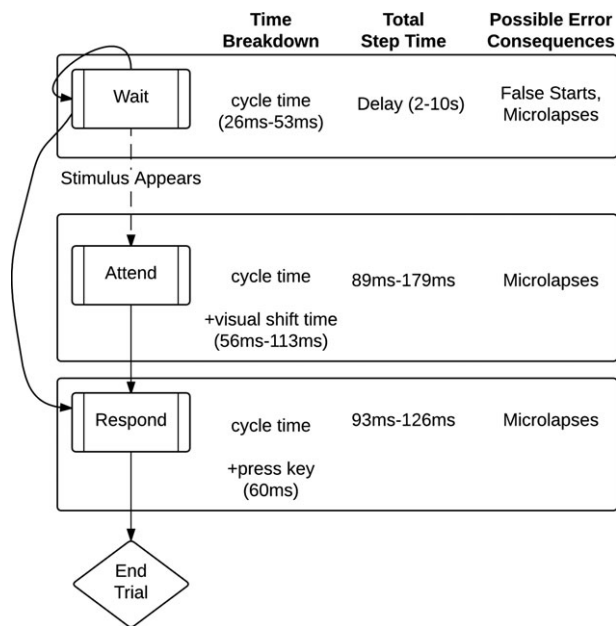 Time Breakdown
Total Step Time
Possible Error Consequences
Wait
cycle time
(26ms-53ms)
Delay (2-10s)
False Starts,
Microlapses
Stimulus Appears
Attend
cycle time
+visual shift time
(56ms-113ms)
89ms-179ms
Microlapses
Respond
cycle time
+press key
(60ms)
93ms-126ms
Microlapses
End
Trial